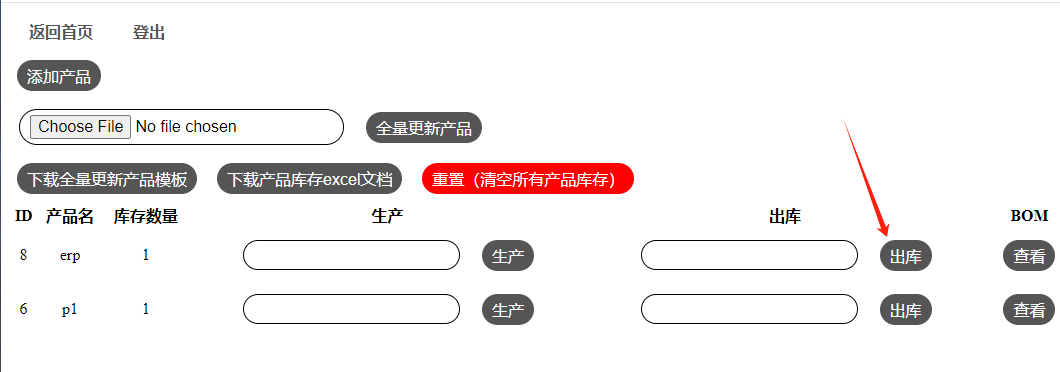 返回首页 登出
添加产品
Choose File No file chosen 全量更新产品
下载全量更新产品模板 下载产品库存excel文档 重置（清空所有产品库存）
ID 产品名 库存数量 生产 出库 BOM
8 erp 1 生产 出库 查看
6 p1 1 生产 出库 查看